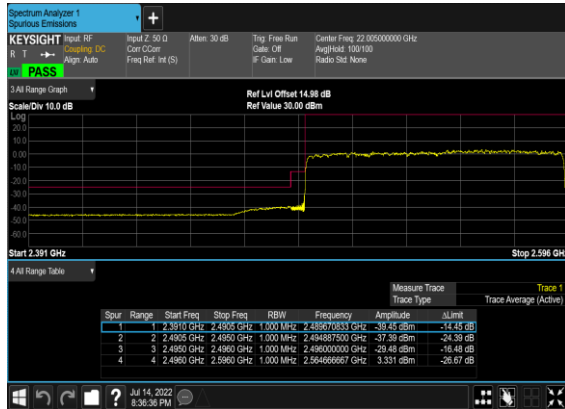 Spectrum Analyzer 1
Spurious Emissions
+
KEYSIGHT Input: RF Input Z: 50 Ω Atten: 30 dB Trig: Free Run Center Freq: 22.005000000 GHz
R T Coupling: DC Corr CCorr Gate: Off Avg|Hold: 100/100
Align: Auto Freq Ref: Int (S) IF Gain: Low Radio Std: None
PASS
3 All Range Graph Ref Lvl Offset 14.98 dB
Scale/Div 10.0 dB Ref Value 30.00 dBm
Log
20.0
10.0
0.00
-10.0
-20.0
-30.0
-40.0
-50.0
-60.0
Start 2.391 GHz Stop 2.596 GHz
4 All Range Table
Measure Trace Trace 1
Trace Type Trace Average (Active)
Spur Range Start Freq Stop Freq RBW Frequency Amplitude ΔLimit
1 1 2.3910 GHz 2.4905 GHz 1.000 MHz 2.489670833 GHz -39.45 dBm -14.45 dB
2 2 2.4905 GHz 2.4950 GHz 1.000 MHz 2.494887500 GHz -37.39 dBm -24.39 dB
3 3 2.4950 GHz 2.4960 GHz 1.000 MHz 2.496000000 GHz -29.48 dBm -16.48 dB
4 4 2.4960 GHz 2.5960 GHz 1.000 MHz 2.564666667 GHz 3.331 dBm -26.67 dB
? Jul 14, 2022
8:36:36 PM